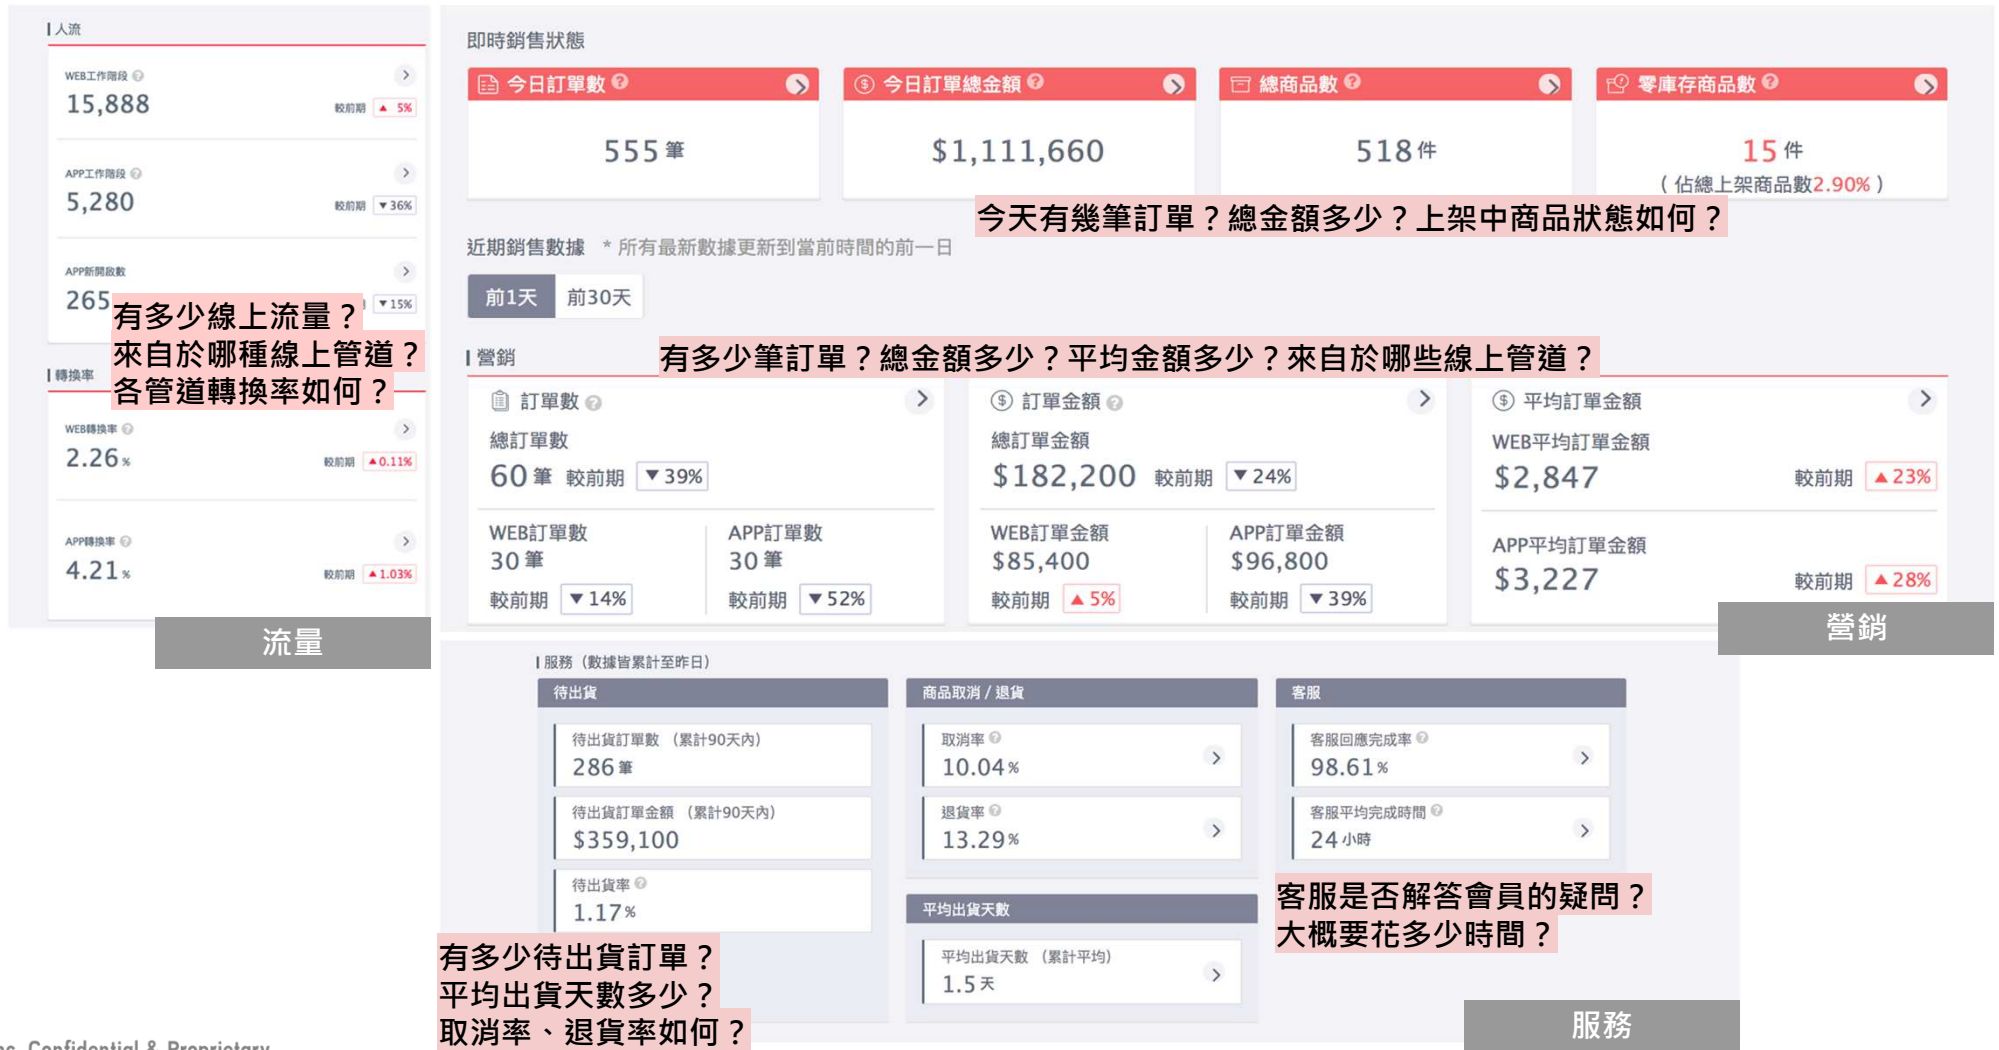 人流
WEB工作階段
15,888
較前期 ▲ 5%
APP工作階段
5,280
較前期 ▼36%
APP新開啟數
265
▼15%
有多少線上流量？
來自於哪種線上管道？
各管道轉換率如何？
轉換率
WEB轉換率
2.26%
較前期 ▲0.11%
APP轉換率
4.21%
較前期 ▲1.03%
流量
即時銷售狀態
今日訂單數
555筆
今日訂單總金額
$1,111,660
總商品數
518件
零庫存商品數
15件
（佔總上架商品數2.90%）
今天有幾筆訂單？總金額多少？上架中商品狀態如何？
近期銷售數據 * 所有最新數據更新到當前時間的前一日
前1天 前30天
營銷
有多少筆訂單？總金額多少？平均金額多少？來自於哪些線上管道？
訂單數
總訂單數
60筆 較前期 ▼39%
WEB訂單數
30筆
較前期 ▼14%
APP訂單數
30筆
較前期 ▼52%
訂單金額
總訂單金額
$182,200 較前期 ▼24%
WEB訂單金額
$85,400
較前期 ▲5%
APP訂單金額
$96,800
較前期 ▼39%
平均訂單金額
WEB平均訂單金額
$2,847 較前期 ▲23%
APP平均訂單金額
$3,227 較前期 ▲28%
營銷
服務（數據皆累計至昨日）
待出貨
待出貨訂單數 （累計90天內）
286筆
待出貨訂單金額 （累計90天內）
$359,100
待出貨率
1.17%
有多少待出貨訂單？
平均出貨天數多少？
取消率、退貨率如何？
商品取消 / 退貨
取消率
10.04%
退貨率
13.29%
平均出貨天數
平均出貨天數 （累計平均）
1.5天
客服
客服回應完成率
98.61%
客服平均完成時間
24小時
客服是否解答會員的疑問？
大概要花多少時間？
服務
Confidential & Proprietary